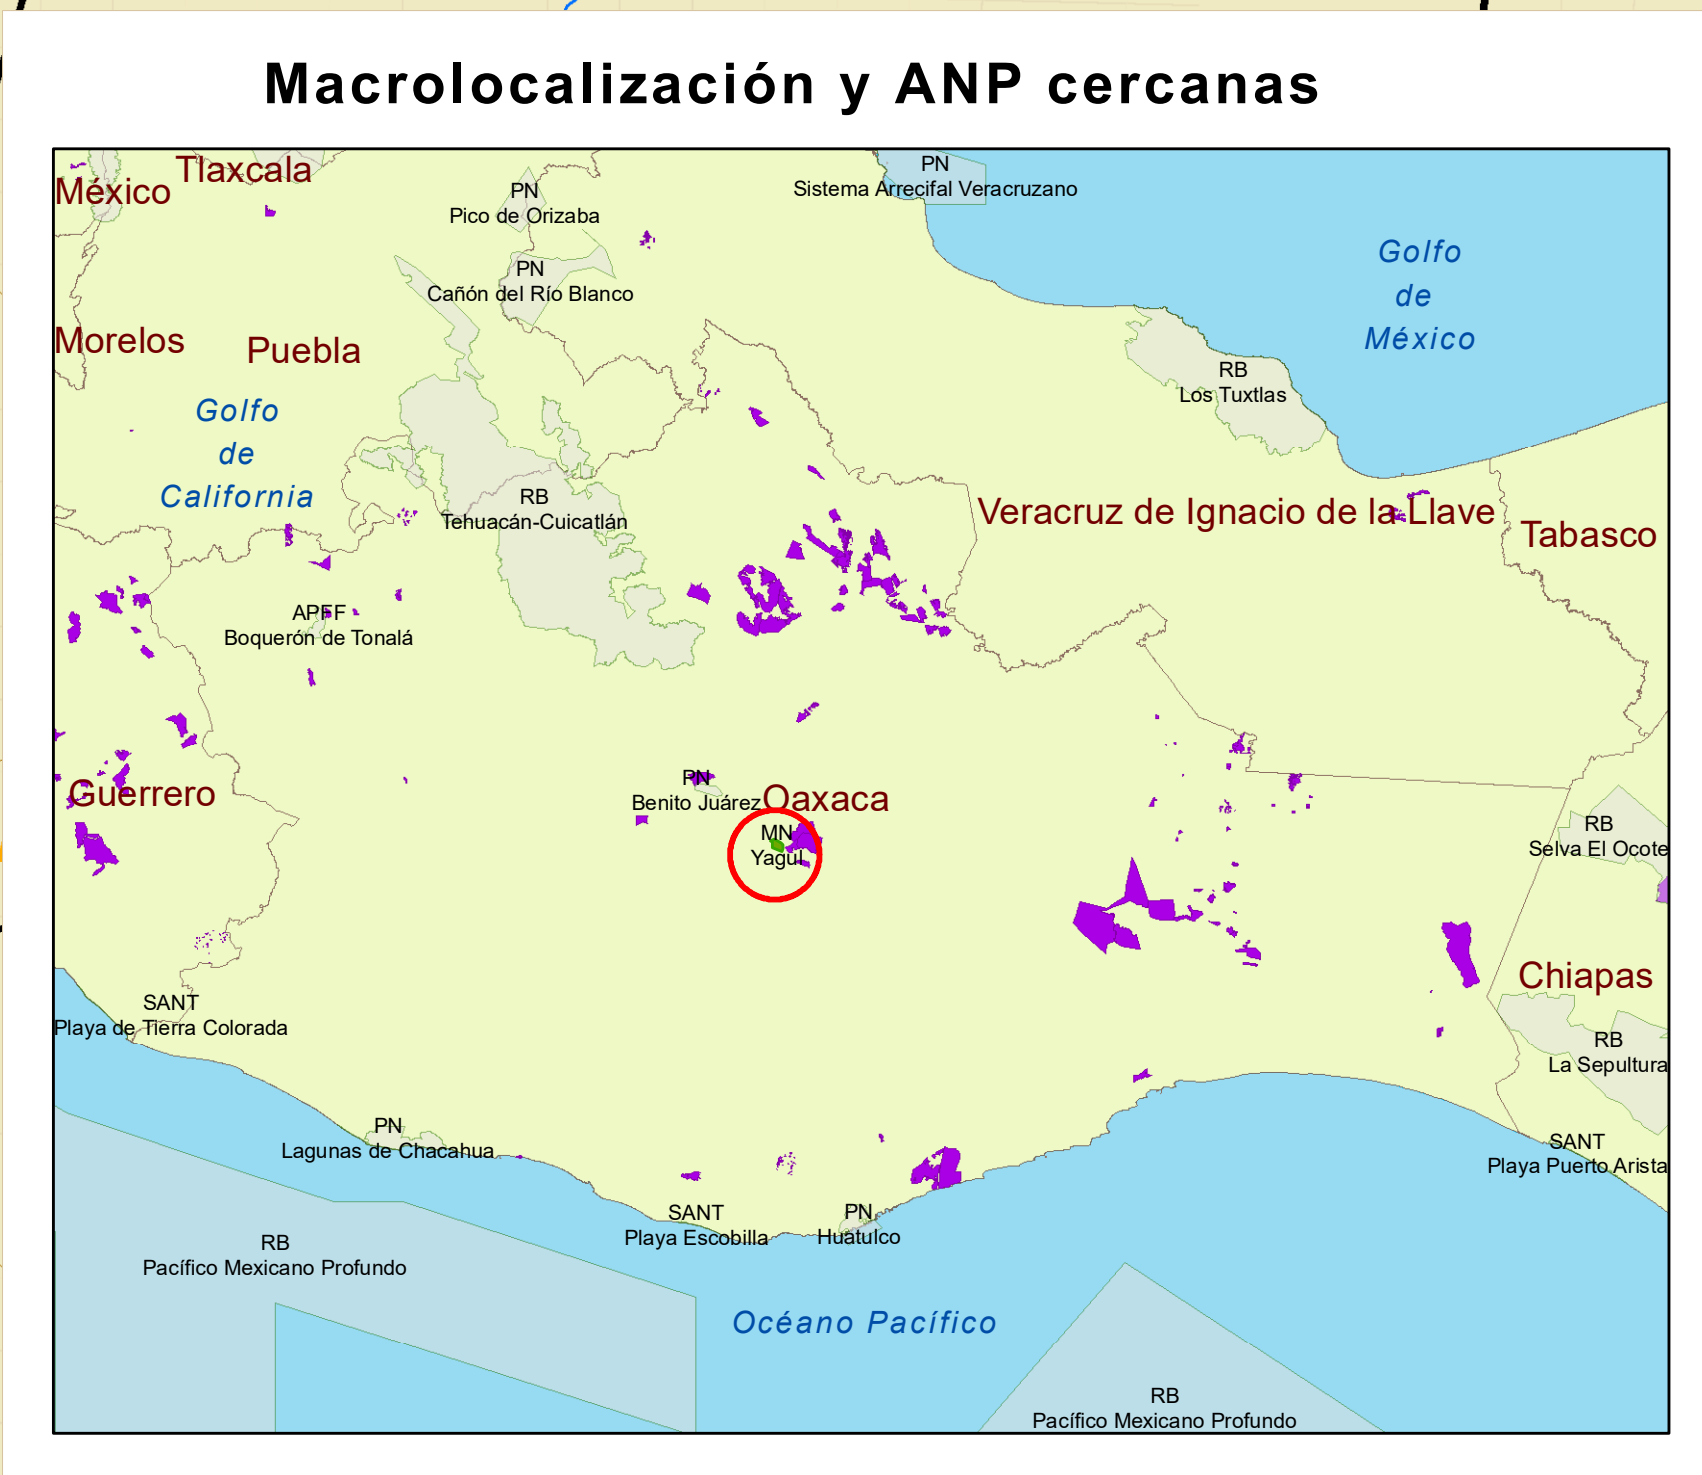 Macrolocalización y ANP cercanas
México
Tlaxcala
PN
Pico de Orizaba
PN
Sistema Arrecifal Veracruzano
Golfo
de
México
PN
Cañón del Río Blanco
Morelos
Puebla
Golfo
de
California
RB
Los Tuxtlas
RB
Tehuacán-Cuicatlán
Veracruz de Ignacio de la Llave
Tabasco
APFF
Boquerón de Tonalá
Guerrero
PN
Benito Juárez
Oaxaca
MN
Yagul
RB
Selva El Ocote
Chiapas
SANT
Playa de Tierra Colorada
RB
La Sepultura
PN
Lagunas de Chacahua
SANT
Playa Puerto Arista
SANT
Playa Escobilla
PN
Huatulco
RB
Pacífico Mexicano Profundo
Océano Pacífico
RB
Pacífico Mexicano Profundo